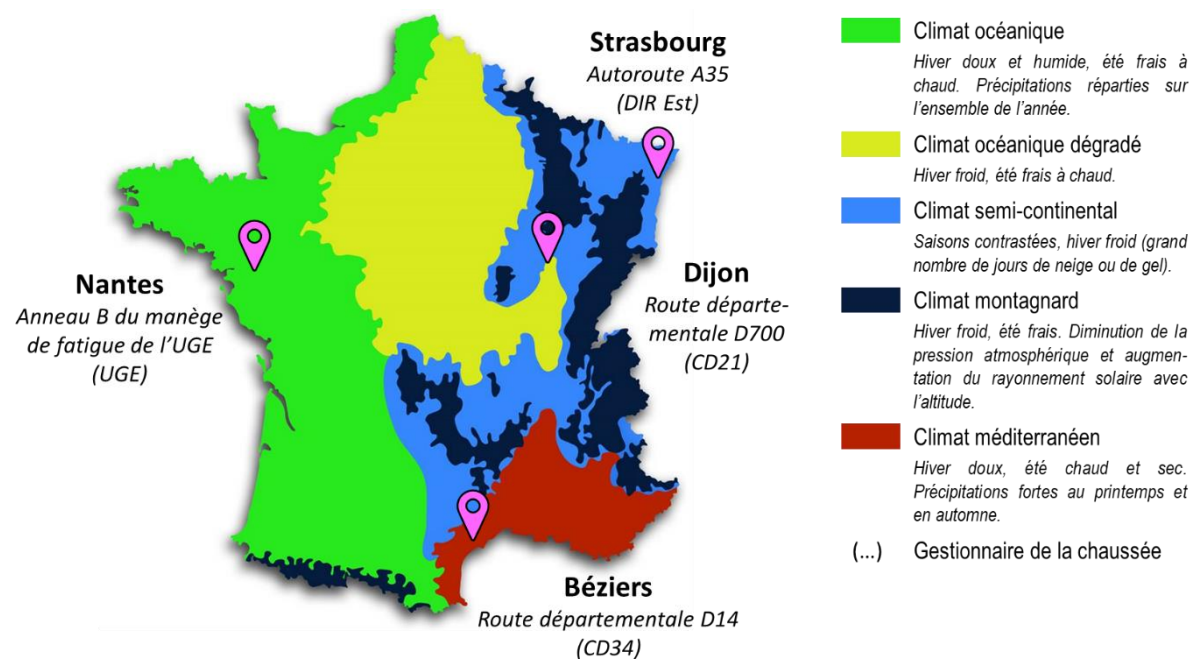 Strasbourg
Autoroute A35
(DIR Est)
Nantes
Anneau B du manège
de fatigue de l'UGE
(UGE)
Dijon
Route départe-
mentale D700
(CD21)
Béziers
Route départementale D14
(CD34)
Climat océanique
Hiver doux et humide, été frais à
chaud. Précipitations réparties sur
l'ensemble de l'année.
Climat océanique dégradé
Hiver froid, été frais à chaud.
Climat semi-continental
Saisons contrastées, hiver froid (grand
nombre de jours de neige ou de gel).
Climat montagnard
Hiver froid, été frais. Diminution de la
pression atmosphérique et augmen-
tation du rayonnement solaire avec
l'altitude.
Climat méditerranéen
Hiver doux, été chaud et sec.
Précipitations fortes au printemps et
en automne.
(...) Gestionnaire de la chaussée